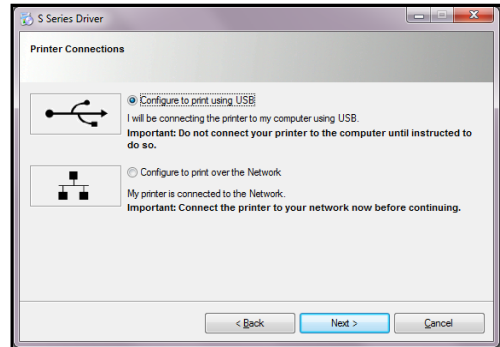 S Series Driver
Printer Connections
Configure to print using USB
I will be connecting the printer to my computer using USB.
Important: Do not connect your printer to the computer until instructed to
do so.
Configure to print over the Network
My printer is connected to the Network.
Important: Connect the printer to your network now before continuing.
< Back
Next >
Cancel